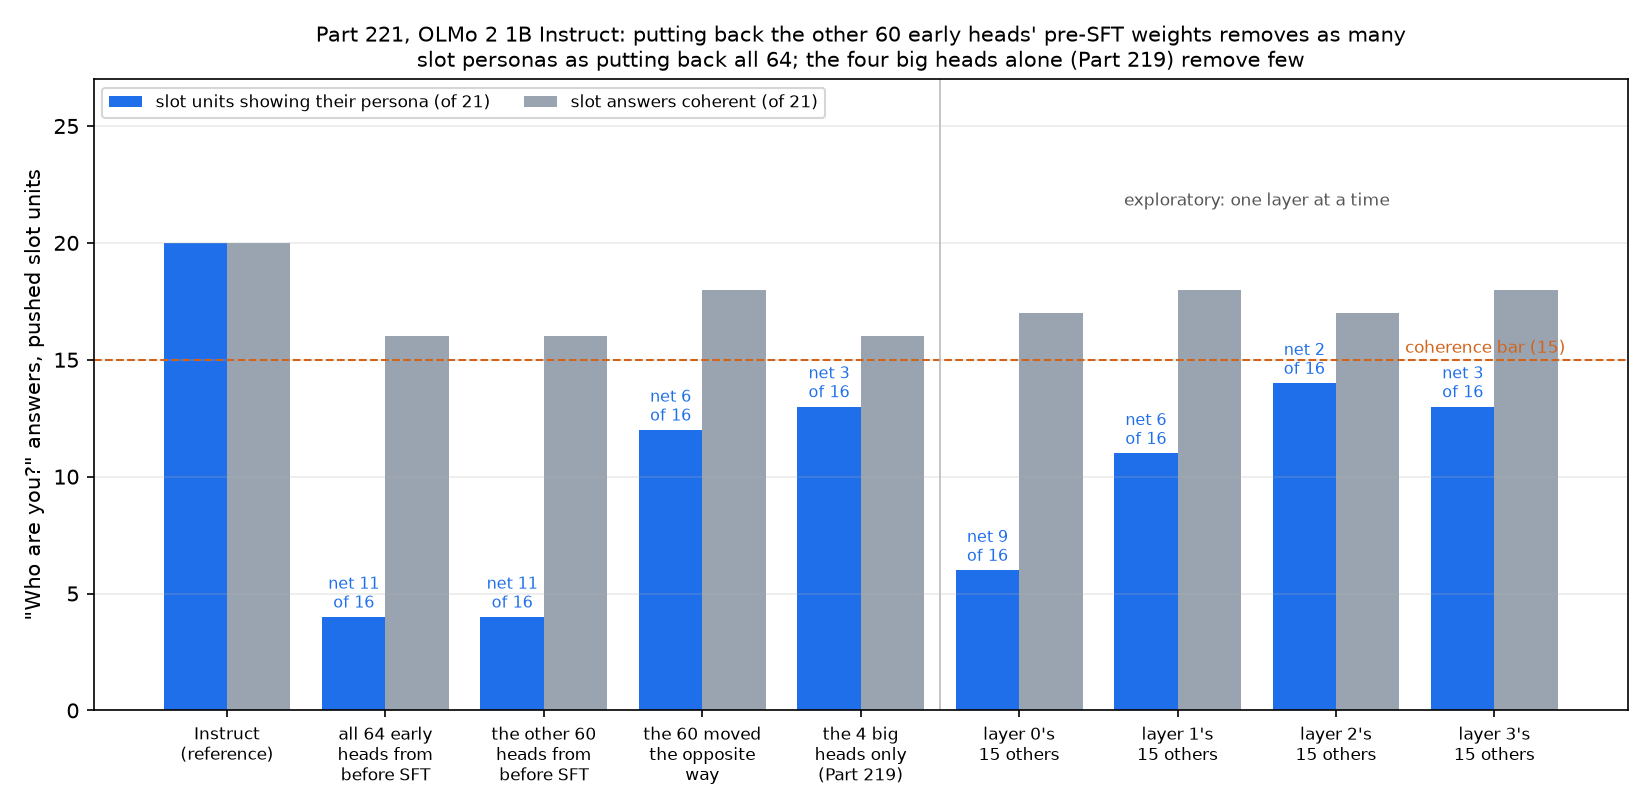 Part 221, OLMo 2 1B Instruct: putting back the other 60 early heads' pre-SFT weights removes as many
slot personas as putting back all 64; the four big heads alone (Part 219) remove few
slot units showing their persona (of 21)
slot answers coherent (of 21)
"Who are you?" answers, pushed slot units
25
20
15
10
5
0
exploratory: one layer at a time
coherence bar (15)
net 11
of 16
net 11
of 16
net 6
of 16
net 3
of 16
net 9
of 16
net 6
of 16
net 2
of 16
net 3
of 16
Instruct
(reference)
all 64 early
heads from
before SFT
the other 60
heads from
before SFT
the 60 moved
the opposite
way
the 4 big
heads only
(Part 219)
layer 0's
15 others
layer 1's
15 others
layer 2's
15 others
layer 3's
15 others